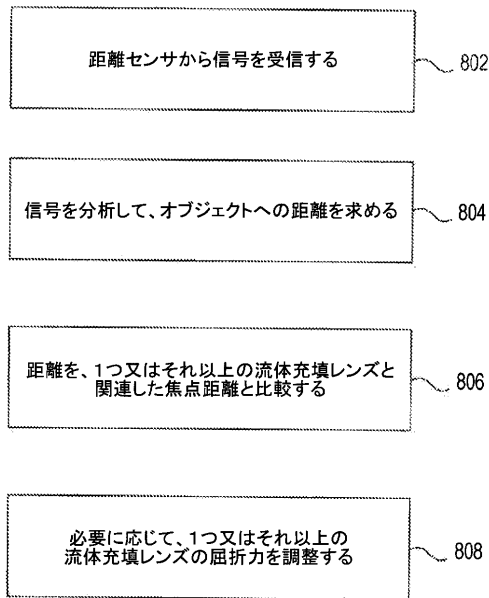 距離センサから信号を受信する
802
信号を分析して、オブジェクトへの距離を求める
804
距離を、1つ又はそれ以上の流体充填レンズと
関連した焦点距離と比較する
806
必要に応じて、1つ又はそれ以上の
流体充填レンズの屈折力を調整する
808